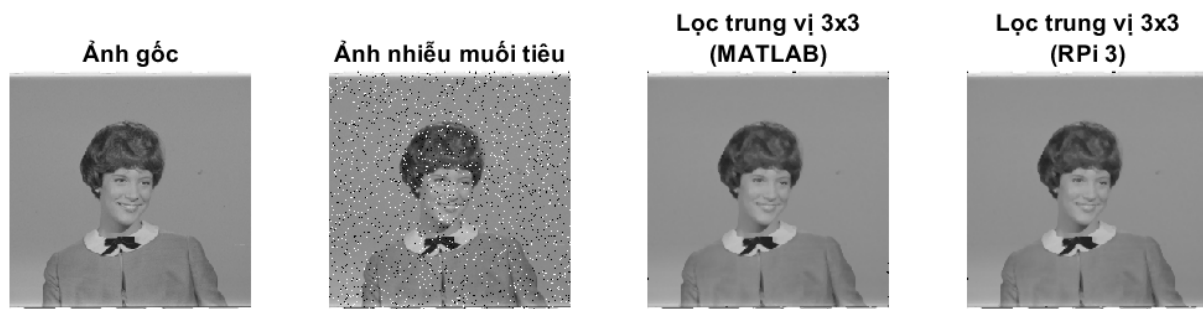 Ảnh gốc
Ảnh nhiễu muối tiêu
Lọc trung vị 3x3
(MATLAB)
Lọc trung vị 3x3
(RPi 3)